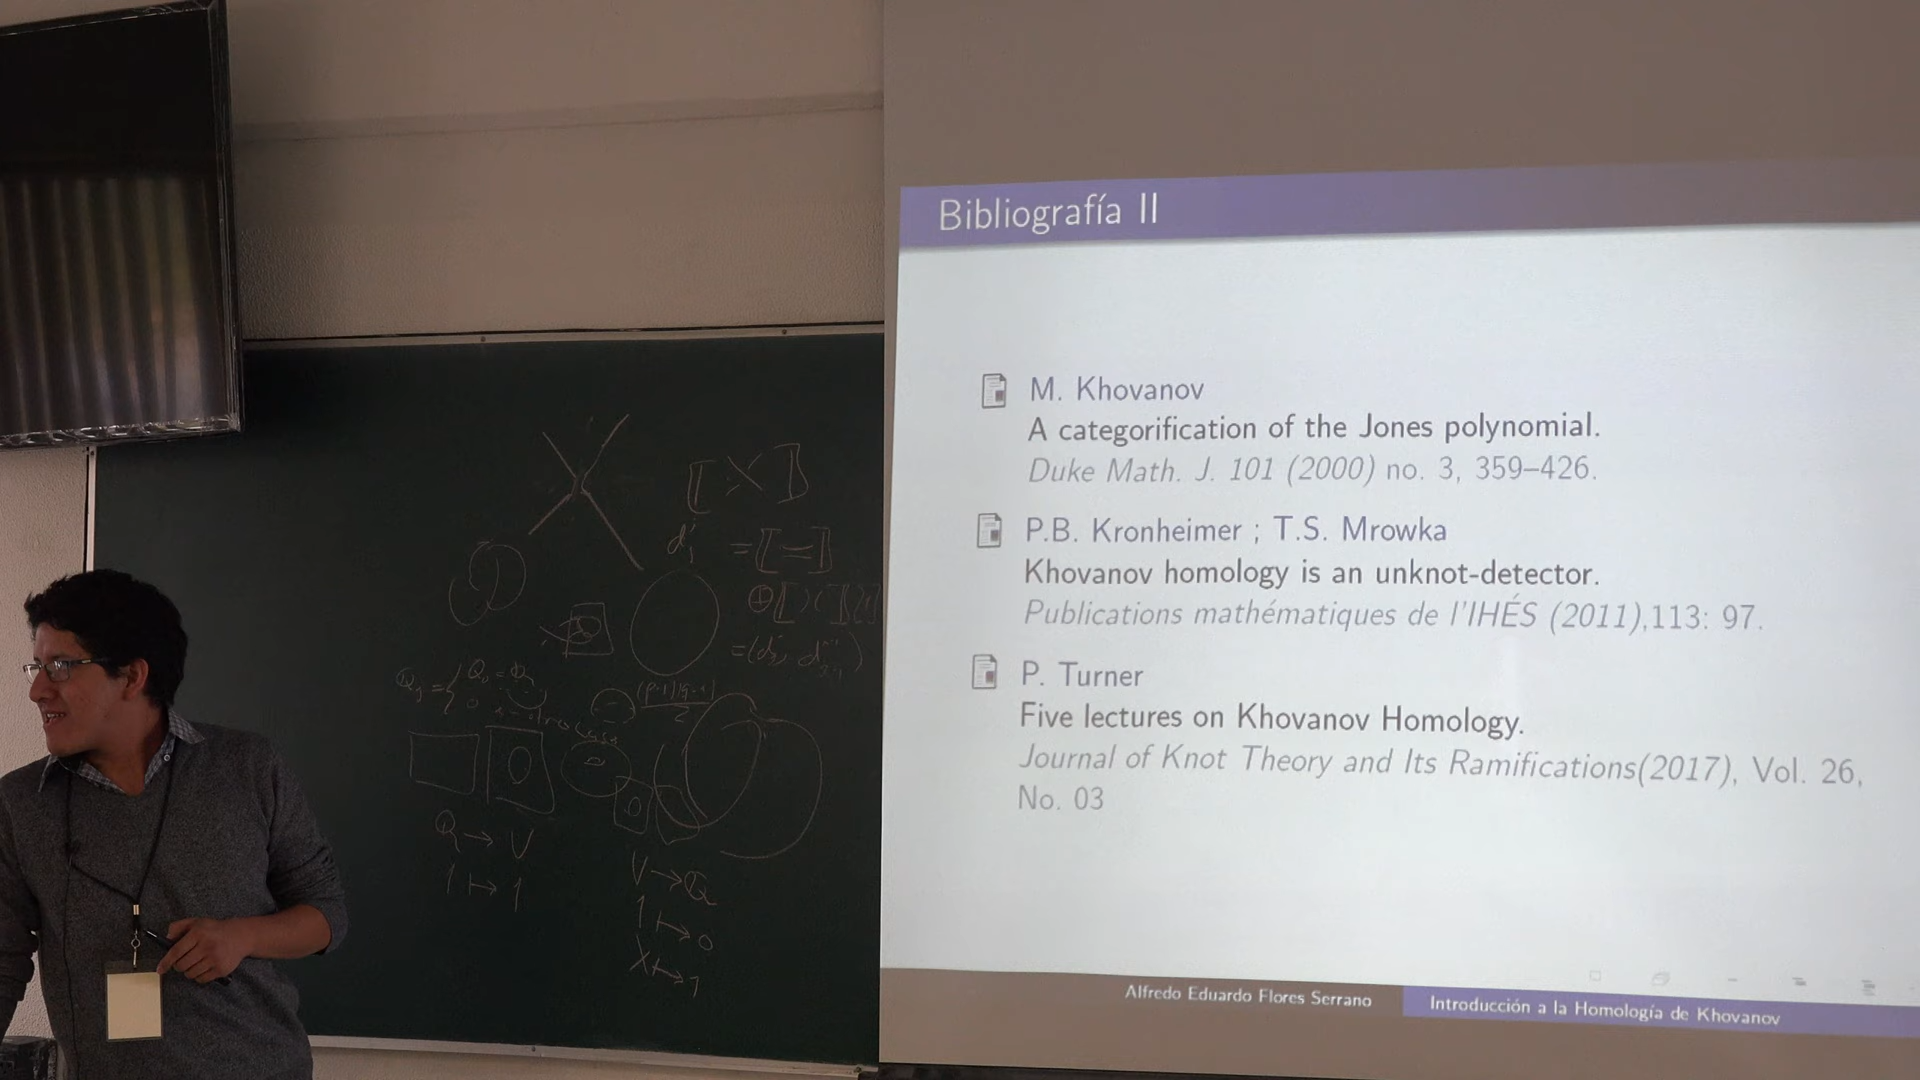 Bibliografía II
M. Khovanov
A categorification of the Jones polynomial.
Duke Math. J. 101 (2000) no. 3, 359–426.
P.B. Kronheimer ; T.S. Mrowka
Khovanov homology is an unknot-detector.
Publications mathématiques de l'IHÉS (2011),113: 97.
P. Turner
Five lectures on Khovanov Homology.
Journal of Knot Theory and Its Ramifications(2017), Vol. 26,
No. 03
Alfredo Eduardo Flores Serrano
Introducción a la Homología de Khovanov
Q → V
1 ↦ 1
V → Q
1 ↦ 0
X ↦ 1